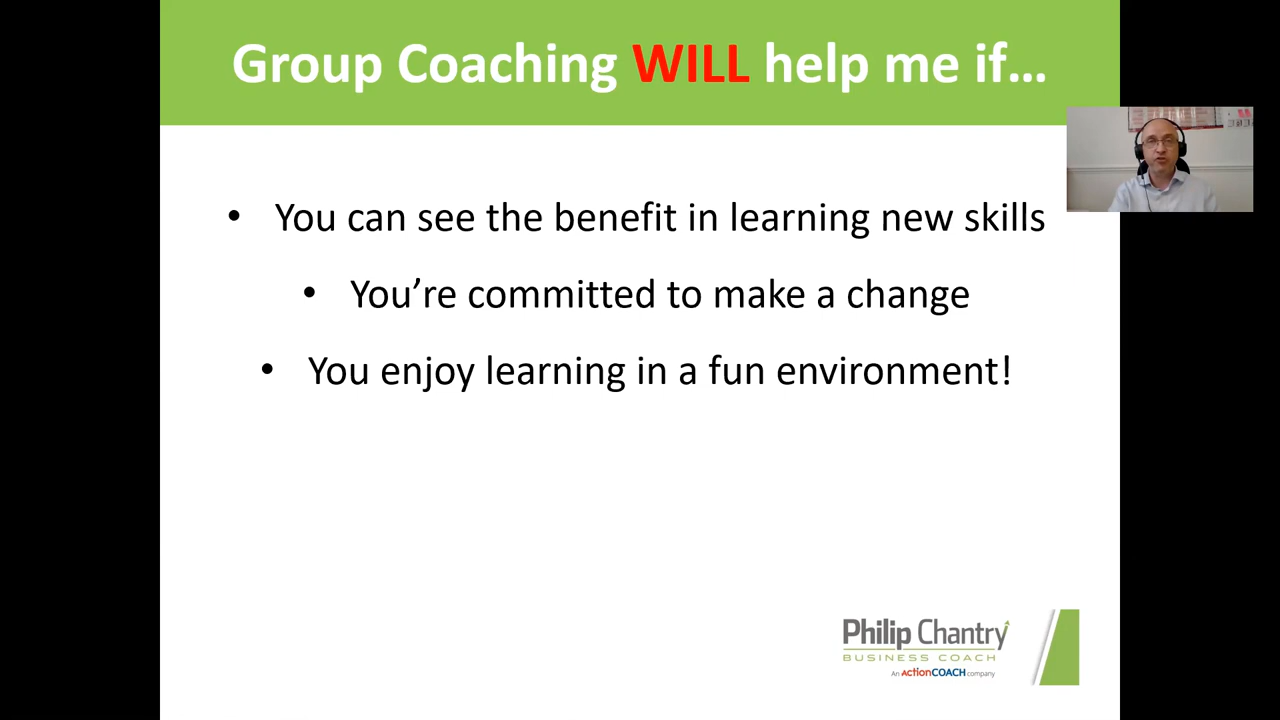 Group Coaching WILL help me if…
• You can see the benefit in learning new skills
• You’re committed to make a change
• You enjoy learning in a fun environment!
Philip Chantry
BUSINESS COACH
An ActionCOACH company